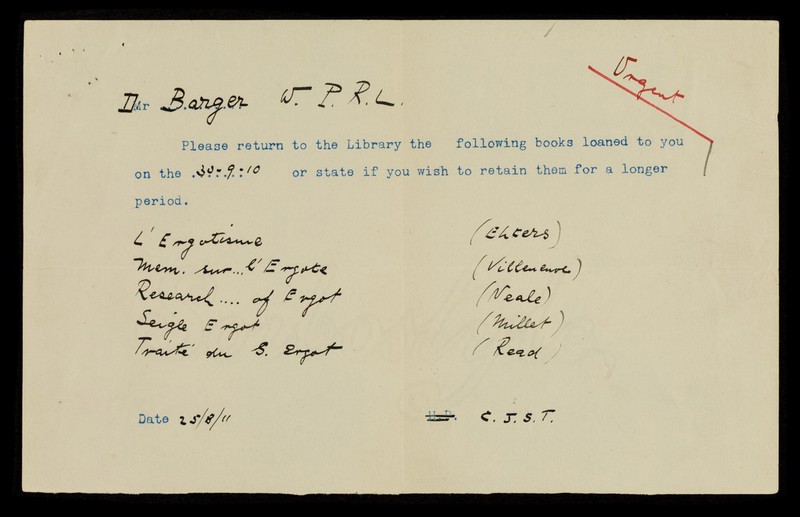 Urgent
Dr Barger W. P. R. L.
Please return to the Library the following books loaned to you
on the 30-9-10 or state if you wish to retain them for a longer
period.
L'Ergotisme (Ehlers)
Mem. sur... l'Ergote (Villeneuve)
Research .... of Ergot (Neale)
Seigle Ergot (Millet)
Traité du S. Ergot (Read)
Date 25/8/11 C. J. S. T.